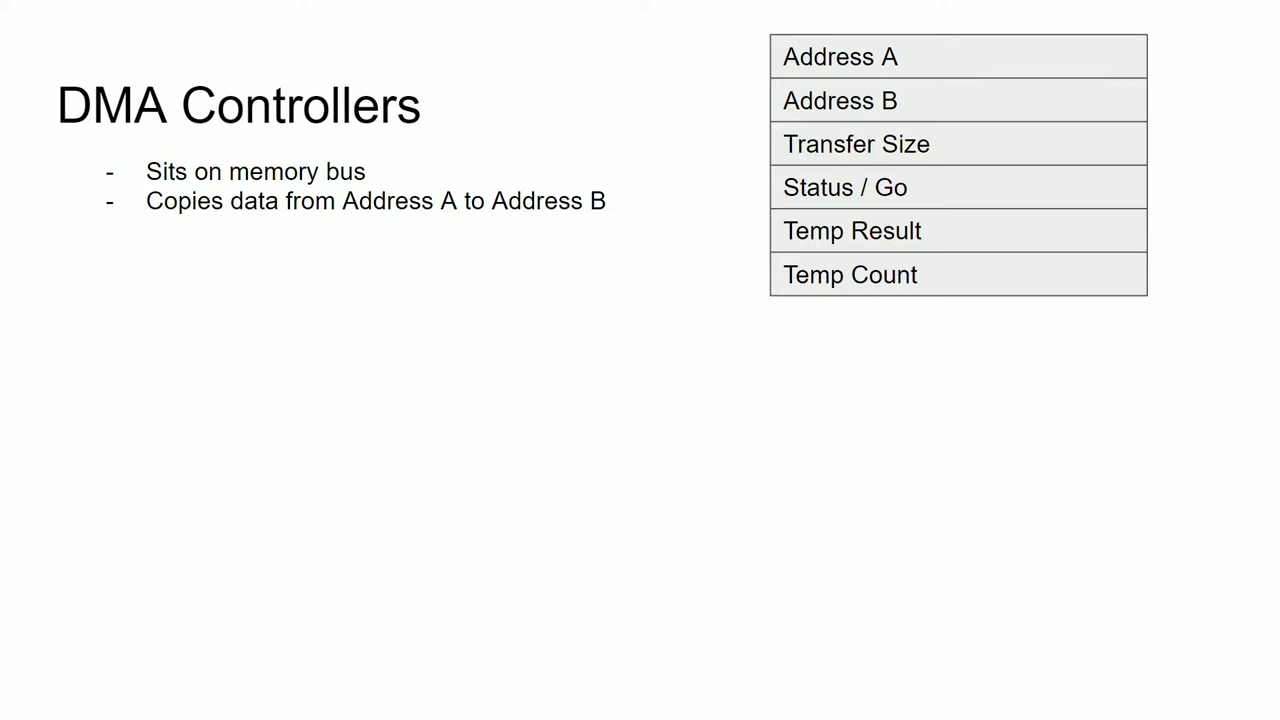 DMA Controllers
- Sits on memory bus
- Copies data from Address A to Address B
Address A
Address B
Transfer Size
Status / Go
Temp Result
Temp Count